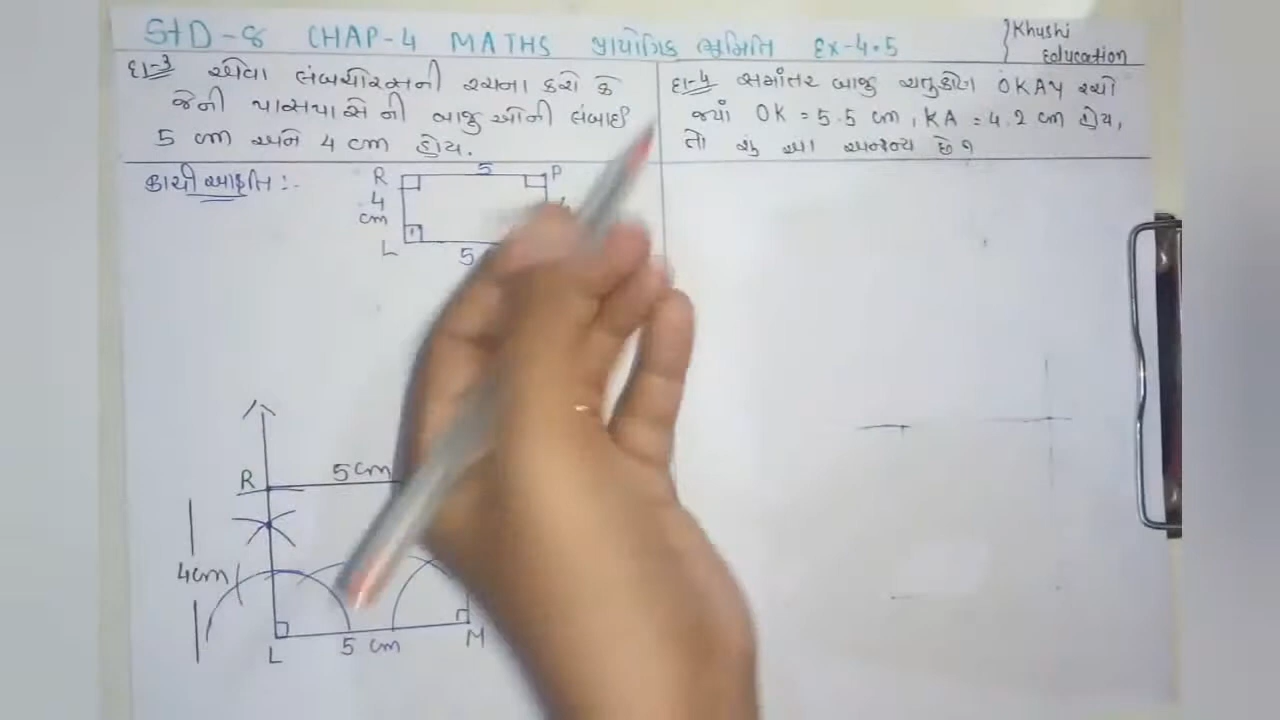 STD-8 CHAP-4 MATHS પ્રાયોગિક ભૂમિતિ Ex-4.5
Khushi
Education
દા-3 એવા લંબચોરસની રચના કરો કે
જેની પાસપાસેની બાજુઓની લંબાઈ
5 cm અને 4 cm હોય.
દા-4 સમાંતર બાજુ ચતુષ્કોણ OKAY રચો
જ્યાં OK = 5.5 cm, KA = 4.2 cm હોય,
તો શું આ અનન્ય છે?
કાચી આકૃતિ :-
R 5 P
4
cm
L 5
R 5cm
4cm
L 5 cm M